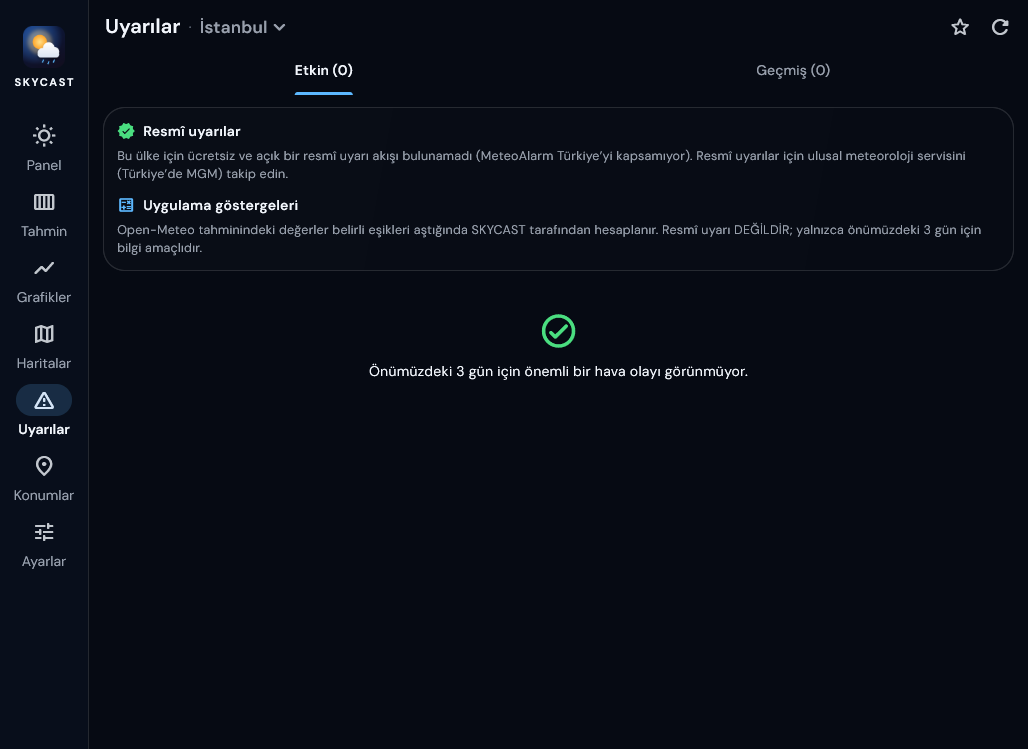 Uyarılar · İstanbul
SKYCAST
Etkin (0)
Geçmiş (0)
Panel
Tahmin
Grafikler
Haritalar
Uyarılar
Konumlar
Ayarlar
Resmî uyarılar
Bu ülke için ücretsiz ve açık bir resmî uyarı akışı bulunamadı (MeteoAlarm Türkiye’yi kapsamıyor). Resmî uyarılar için ulusal meteoroloji servisini
(Türkiye’de MGM) takip edin.
Uygulama göstergeleri
Open-Meteo tahminindeki değerler belirli eşikleri aştığında SKYCAST tarafından hesaplanır. Resmî uyarı DEĞİLDİR; yalnızca önümüzdeki 3 gün için
bilgi amaçlıdır.
Önümüzdeki 3 gün için önemli bir hava olayı görünmüyor.